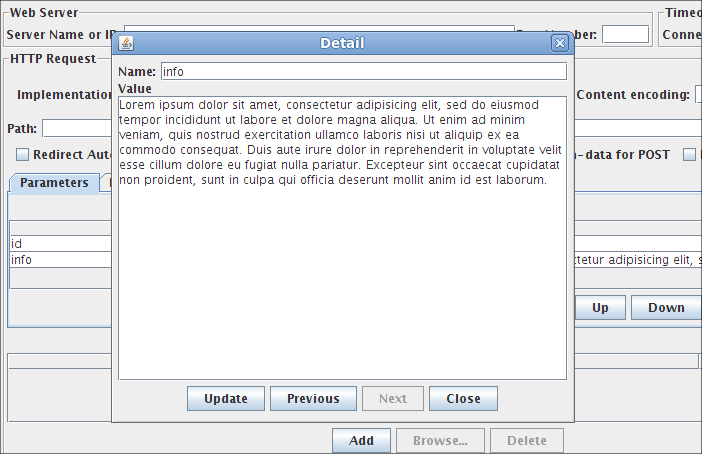 Web Server
Server Name or IP
Number:
Detail
Name: info
Value
Lorem ipsum dolor sit amet, consectetur adipisicing elit, sed do eiusmod
tempor incididunt ut labore et dolore magna aliqua. Ut enim ad minim
veniam, quis nostrud exercitation ullamco laboris nisi ut aliquip ex ea
commodo consequat. Duis aute irure dolor in reprehenderit in voluptate velit
esse cillum dolore eu fugiat nulla pariatur. Excepteur sint occaecat cupidatat
non proident, sunt in culpa qui officia deserunt mollit anim id est laborum.
Update Previous Next Close
HTTP Request
Implementation
Content encoding:
Path:
Redirect Auto
-data for POST
Parameters
id
info
adipisicing elit, s
Up Down
Add Browse... Delete